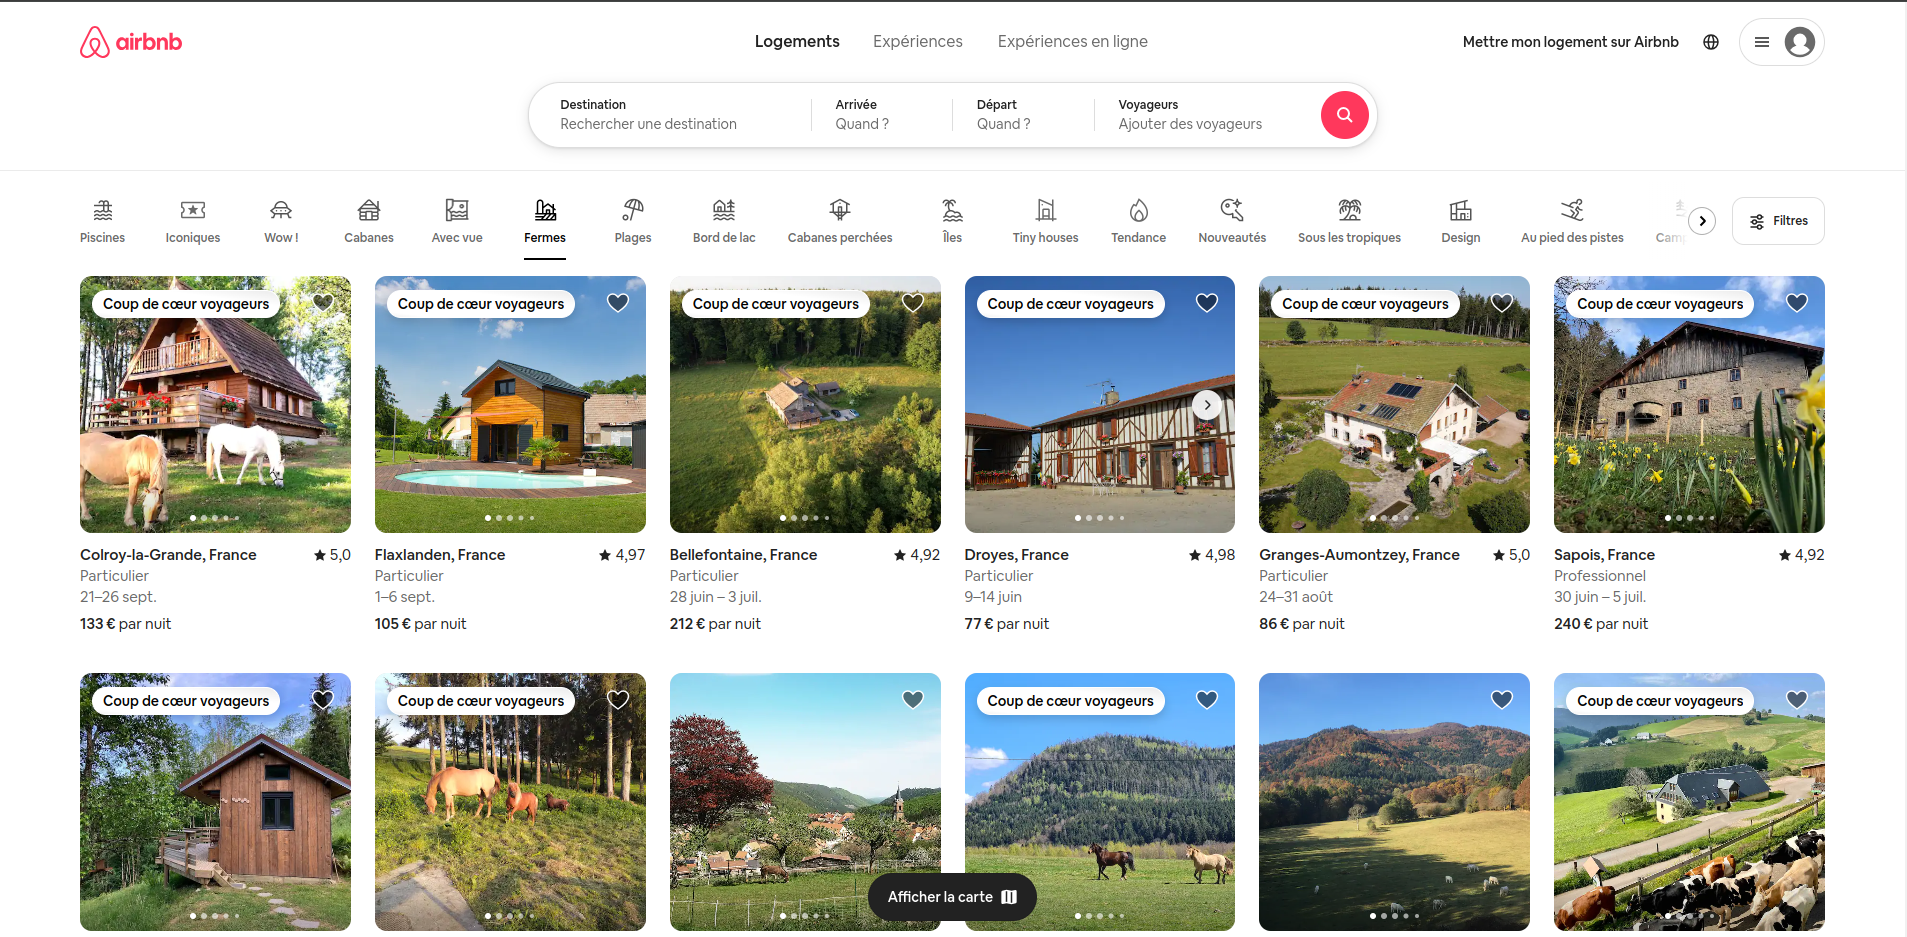 airbnb
Logements Expériences Expériences en ligne
Mettre mon logement sur Airbnb
Destination
Rechercher une destination
Arrivée
Quand ?
Départ
Quand ?
Voyageurs
Ajouter des voyageurs
Piscines Iconiques Wow ! Cabanes Avec vue Fermes Plages Bord de lac Cabanes perchées Îles Tiny houses Tendance Nouveautés Sous les tropiques Design Au pied des pistes Camp
Filtres
Coup de cœur voyageurs
Colroy-la-Grande, France 5,0
Particulier
21–26 sept.
133 € par nuit
Coup de cœur voyageurs
Flaxlanden, France 4,97
Particulier
1–6 sept.
105 € par nuit
Coup de cœur voyageurs
Bellefontaine, France 4,92
Particulier
28 juin – 3 juil.
212 € par nuit
Coup de cœur voyageurs
Droyes, France 4,98
Particulier
9–14 juin
77 € par nuit
Coup de cœur voyageurs
Granges-Aumontzey, France 5,0
Particulier
24–31 août
86 € par nuit
Coup de cœur voyageurs
Sapois, France 4,92
Professionnel
30 juin – 5 juil.
240 € par nuit
Coup de cœur voyageurs
Coup de cœur voyageurs
Coup de cœur voyageurs
Coup de cœur voyageurs
Afficher la carte